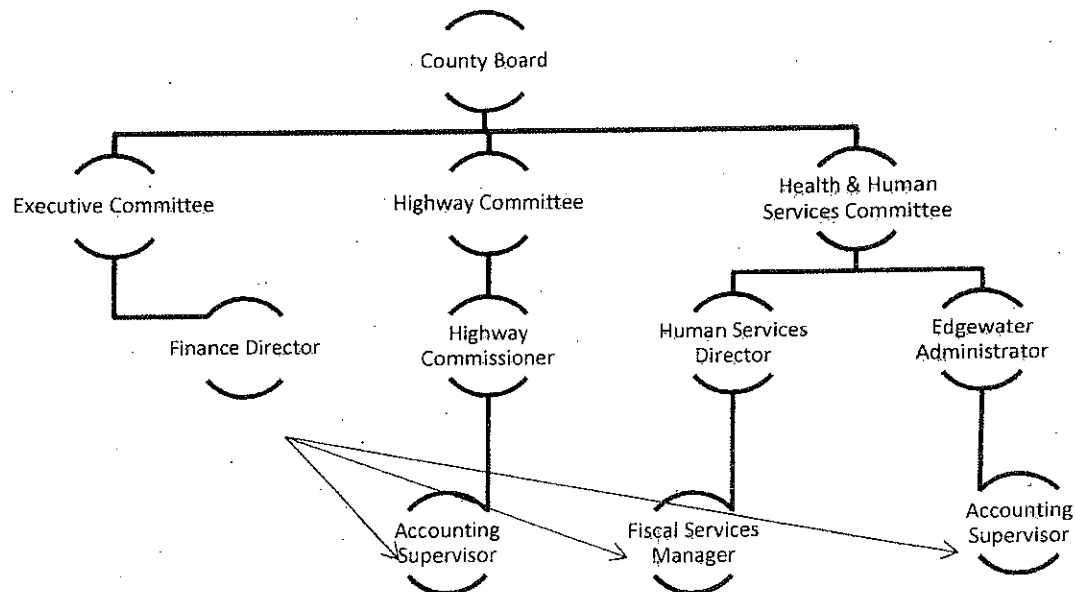 County Board
Executive Committee
Highway Committee
Health & Human
Services Committee
Finance Director
Highway
Commissioner
Human Services
Director
Edgewater
Administrator
Accounting
Supervisor
Fiscal Services
Manager
Accounting
Supervisor